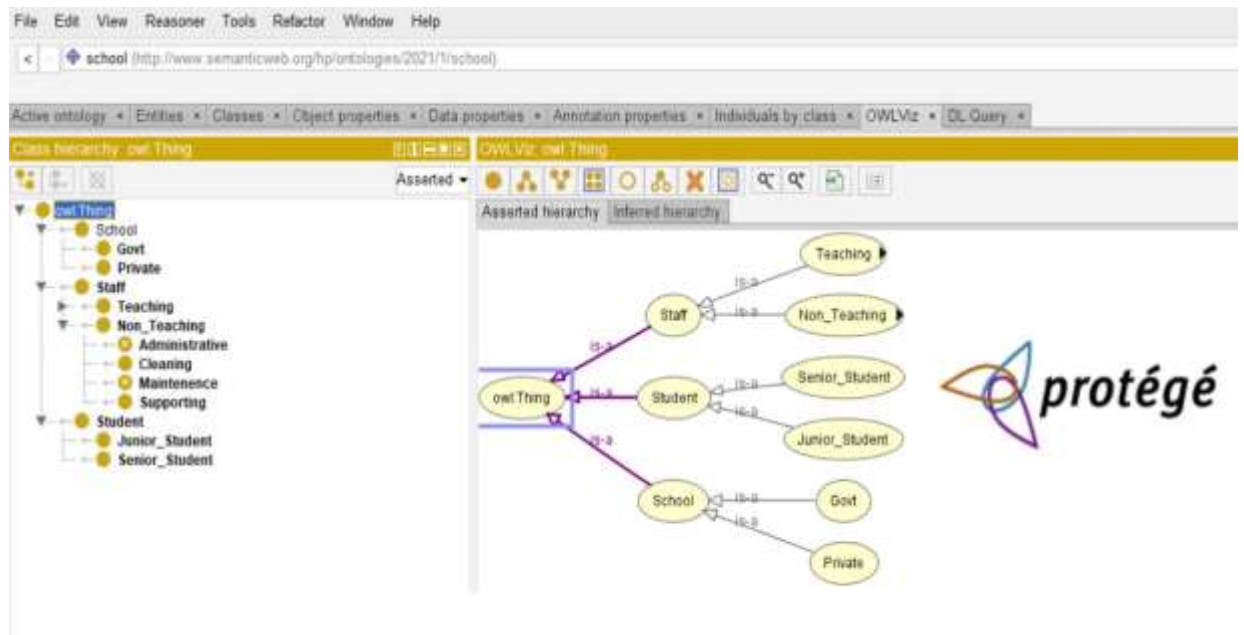 File Edit View Reasoner Tools Refactor Window Help
< school (http://www.semanticweb.org/hp/ontologies/2021/1/school)
Active ontology × Entities × Classes × Object properties × Data properties × Annotation properties × Individuals by class × OWLViz × DL Query ×
Class hierarchy: owl:Thing
Asserted
owl:Thing
School
Govt
Private
Staff
Teaching
Non_Teaching
Administrative
Cleaning
Maintenence
Supporting
Student
Junior_Student
Senior_Student
OWLViz: owl:Thing
Asserted hierarchy Inferred hierarchy
Teaching
is-a
Staff is-a Non_Teaching
is-a
Senior_Student
owl:Thing is-a Student is-a
is-a
Junior_Student
is-a
School is-a Govt
is-a
Private
protégé